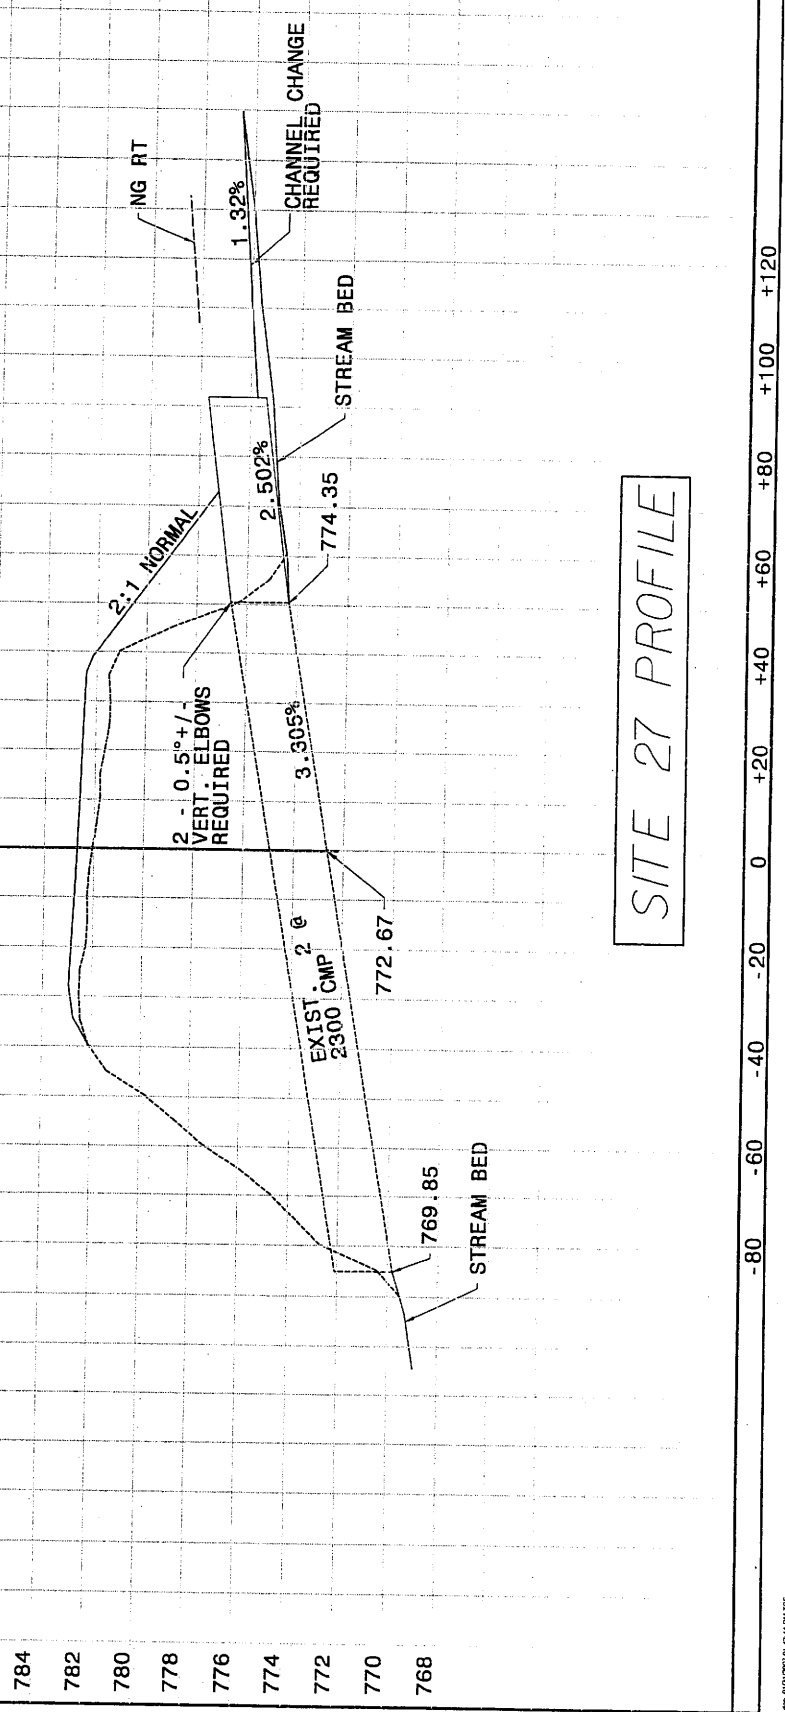 NG RT
1.32%
CHANNEL CHANGE
REQUIRED
2:1 NORMAL
2.502%
STREAM BED
774.35
2 - 0.5°+/-
VERT. ELBOWS
REQUIRED
3.305%
772.67
EXIST. 2 @
2300 CMP
769.85
STREAM BED
784
782
780
778
776
774
772
770
768
-80
-60
-40
-20
0
+20
+40
+60
+80
+100
+120
SITE 27 PROFILE